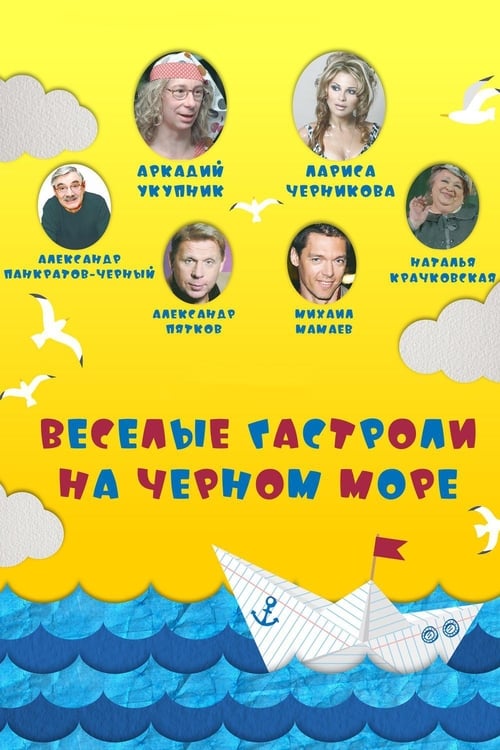 АРКАДИЙ
УКУПНИК
ЛАРИСА
ЧЕРНИКОВА
АЛЕКСАНДР
ПАНКРАТОВ-ЧЕРНЫЙ
НАТАЛЬЯ
КРАЧКОВСКАЯ
АЛЕКСАНДР
ПЯТКОВ
МИХАИЛ
МАМАЕВ
ВЕСЕЛЫЕ ГАСТРОЛИ
НА ЧЕРНОМ МОРЕ